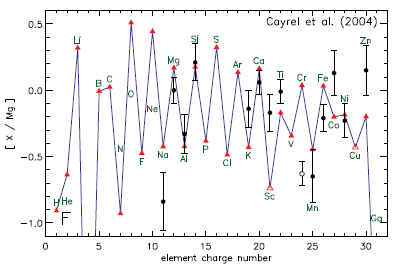 Cayrel et al. (2004)
[ X / Mg ]
0.5
0.0
-0.5
-1.0
H
He
Li
B
C
N
O
F
Ne
Na
Mg
Al
Si
P
S
Cl
Ar
K
Ca
Sc
Ti
V
Cr
Mn
Fe
Co
Ni
Cu
Zn
Ga
0
5
10
15
20
25
30
element charge number